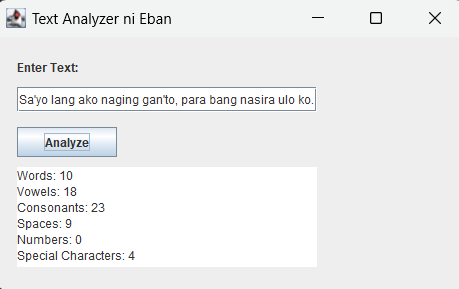 Text Analyzer ni Eban
Enter Text:
Sa'yo lang ako naging gan'to, para bang nasira ulo ko.
Analyze
Words: 10
Vowels: 18
Consonants: 23
Spaces: 9
Numbers: 0
Special Characters: 4